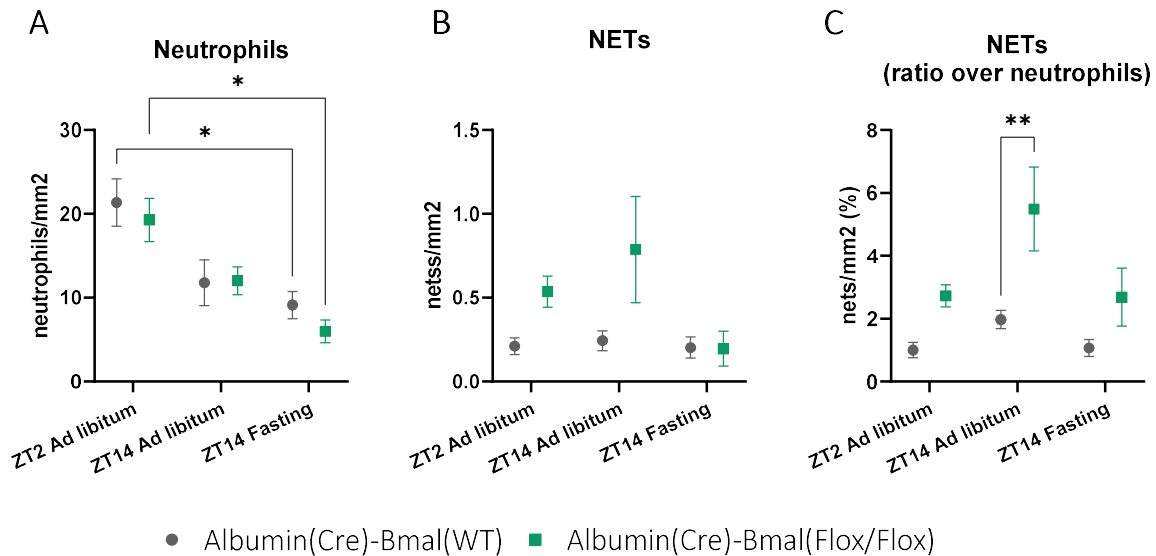 A
Neutrophils
*
*
neutrophils/mm2
30
20
10
0
ZT2 Ad libitum
ZT14 Ad libitum
ZT14 Fasting
B
NETs
netss/mm2
1.5
1.0
0.5
0.0
ZT2 Ad libitum
ZT14 Ad libitum
ZT14 Fasting
C
NETs
(ratio over neutrophils)
**
nets/mm2 (%)
8
6
4
2
0
ZT2 Ad libitum
ZT14 Ad libitum
ZT14 Fasting
Albumin(Cre)-Bmal(WT)
Albumin(Cre)-Bmal(Flox/Flox)